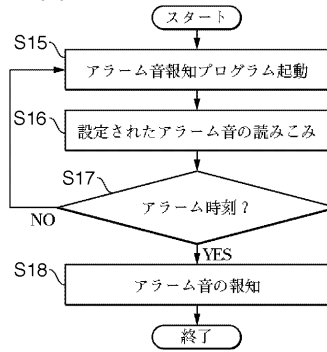 スタート
S15
アラーム音報知プログラム起動
S16
設定されたアラーム音の読みこみ
S17
アラーム時刻?
NO
YES
S18
アラーム音の報知
終了